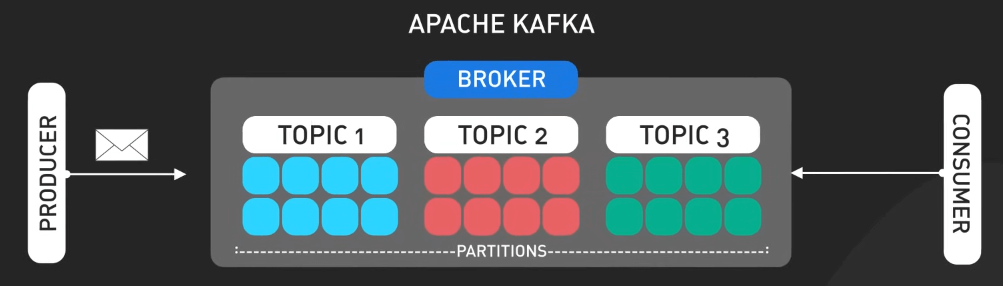 APACHE KAFKA
BROKER
PRODUCER
TOPIC 1
TOPIC 2
TOPIC 3
CONSUMER
PARTITIONS